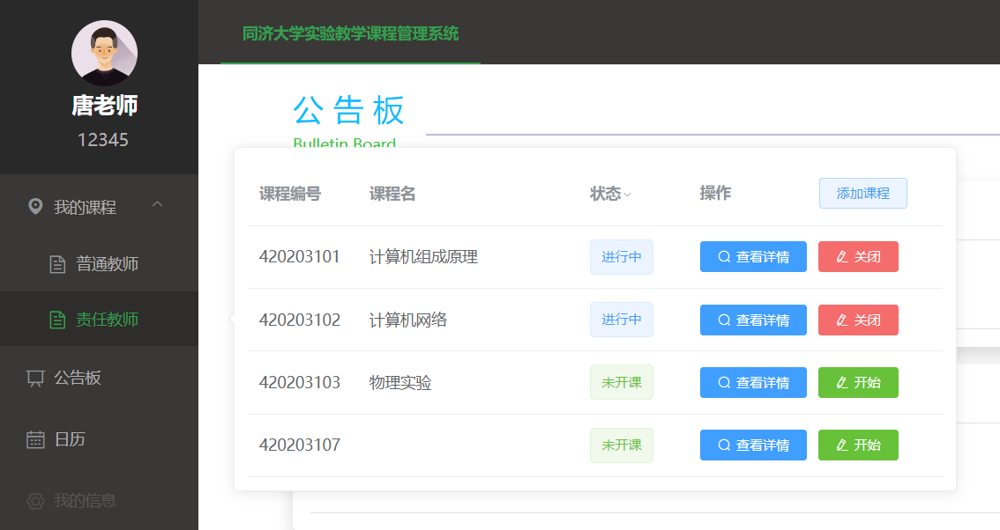 唐老师
12345
我的课程
普通教师
责任教师
公告板
日历
我的信息
同济大学实验教学课程管理系统
公告板
Bulletin Board
课程编号 课程名 状态 操作 添加课程
420203101 计算机组成原理 进行中 查看详情 关闭
420203102 计算机网络 进行中 查看详情 关闭
420203103 物理实验 未开课 查看详情 开始
420203107 未开课 查看详情 开始